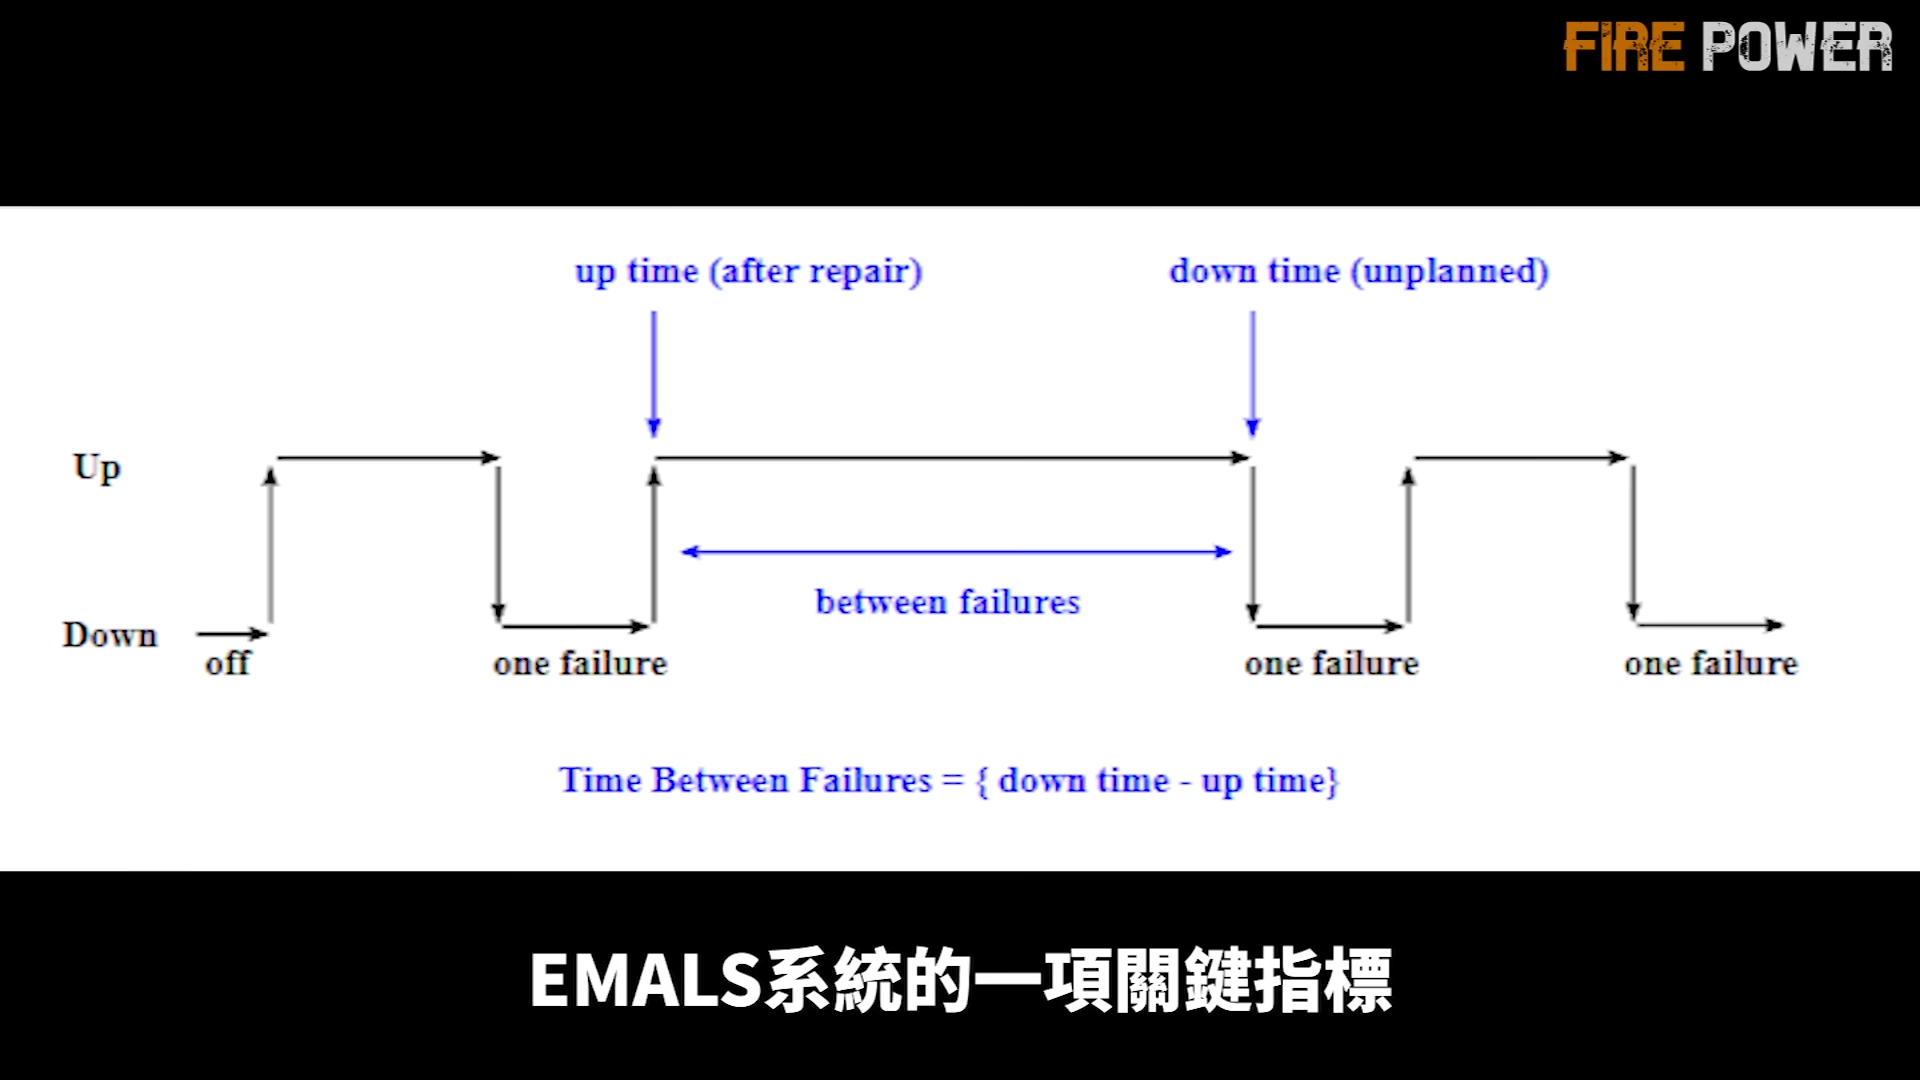 FIRE POWER
up time (after repair)
down time (unplanned)
Up
between failures
Down
off
one failure
one failure
one failure
Time Between Failures = { down time - up time}
EMALS系統的一項關鍵指標